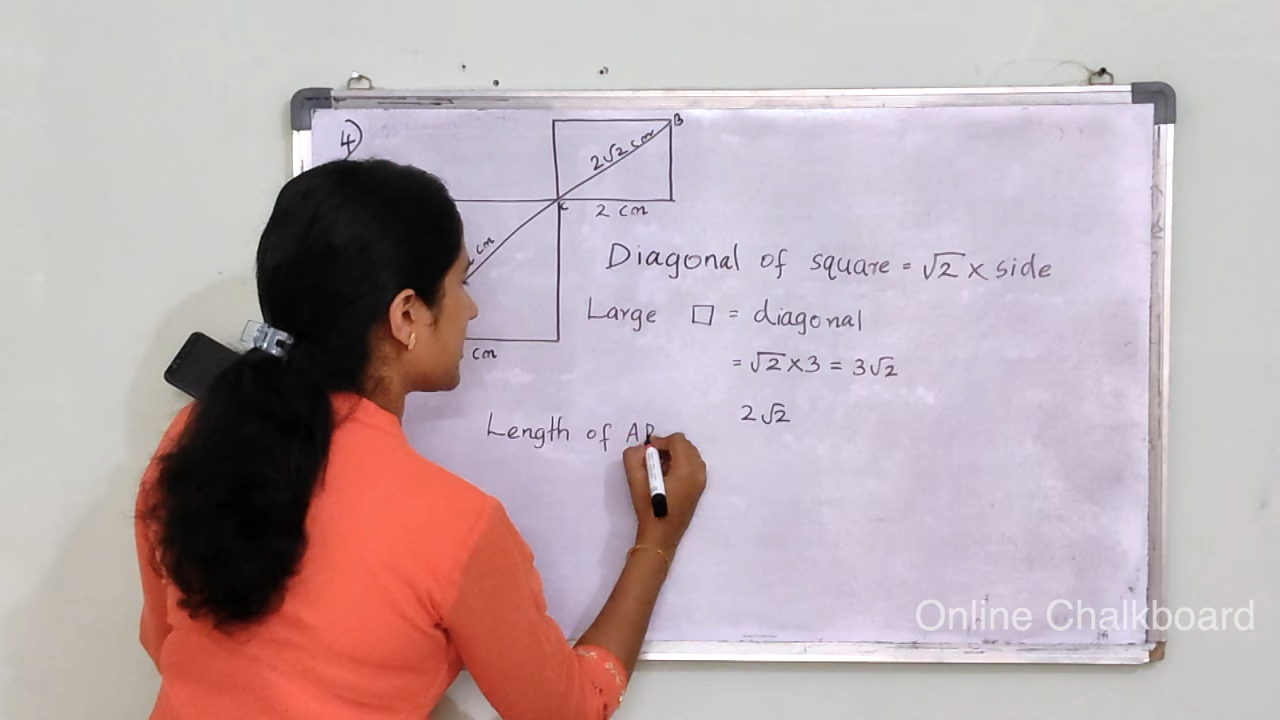 4)
B
2√2 cm
C
2 cm
cm
cm
Diagonal of square = √2 × side
Large □ = diagonal
= √2 × 3 = 3√2
2√2
Length of AB
Online Chalkboard